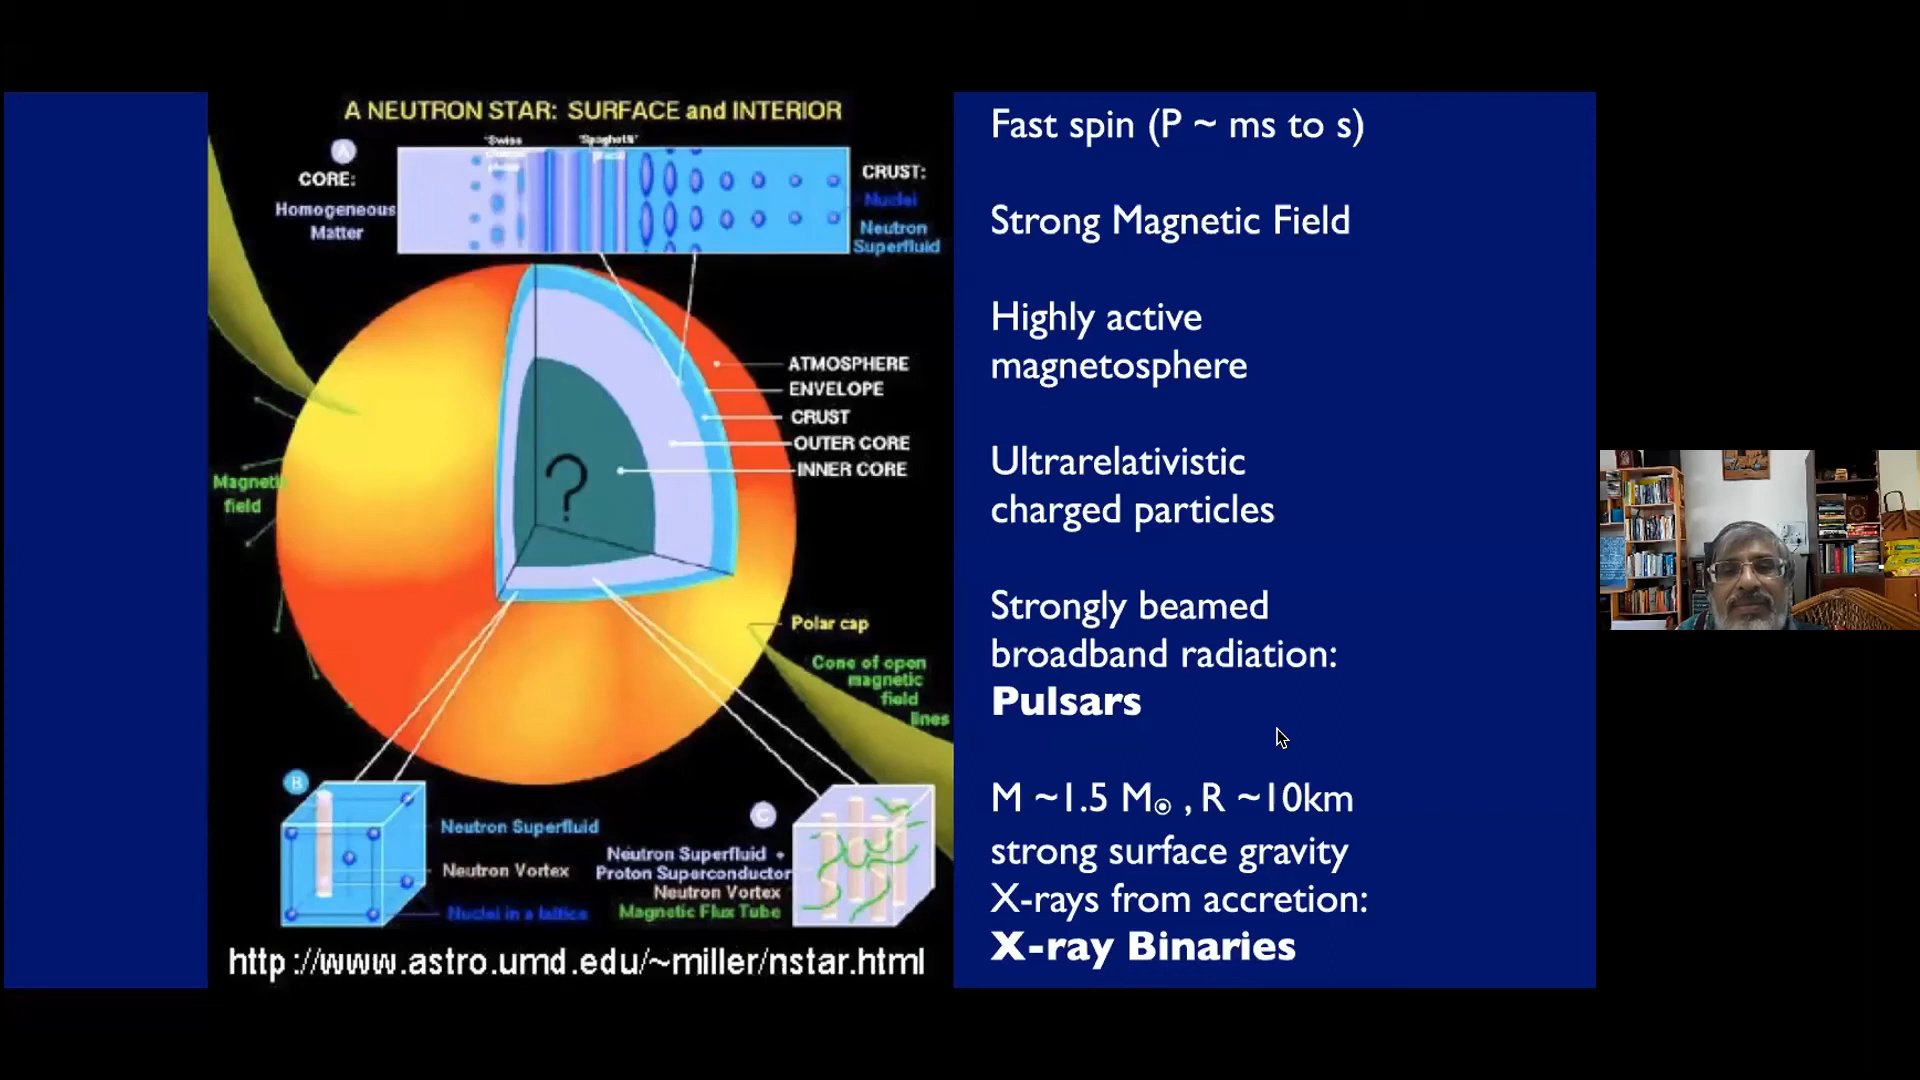 A NEUTRON STAR: SURFACE and INTERIOR
"Swiss
"Spaghetti"
A
CORE:
Homogeneous
Matter
CRUST:
Nuclei
Neutron
Superfluid
ATMOSPHERE
ENVELOPE
CRUST
OUTER CORE
INNER CORE
?
Magnetic
field
Polar cap
Cone of open
magnetic
field
lines
B
Neutron Superfluid
Neutron Vortex
Nuclei in a lattice
C
Neutron Superfluid +
Proton Superconductor
Neutron Vortex
Magnetic Flux Tube
http://www.astro.umd.edu/~miller/nstar.html
Fast spin (P ~ ms to s)
Strong Magnetic Field
Highly active
magnetosphere
Ultrarelativistic
charged particles
Strongly beamed
broadband radiation:
Pulsars
M ~1.5 M⊙ , R ~10km
strong surface gravity
X-rays from accretion:
X-ray Binaries